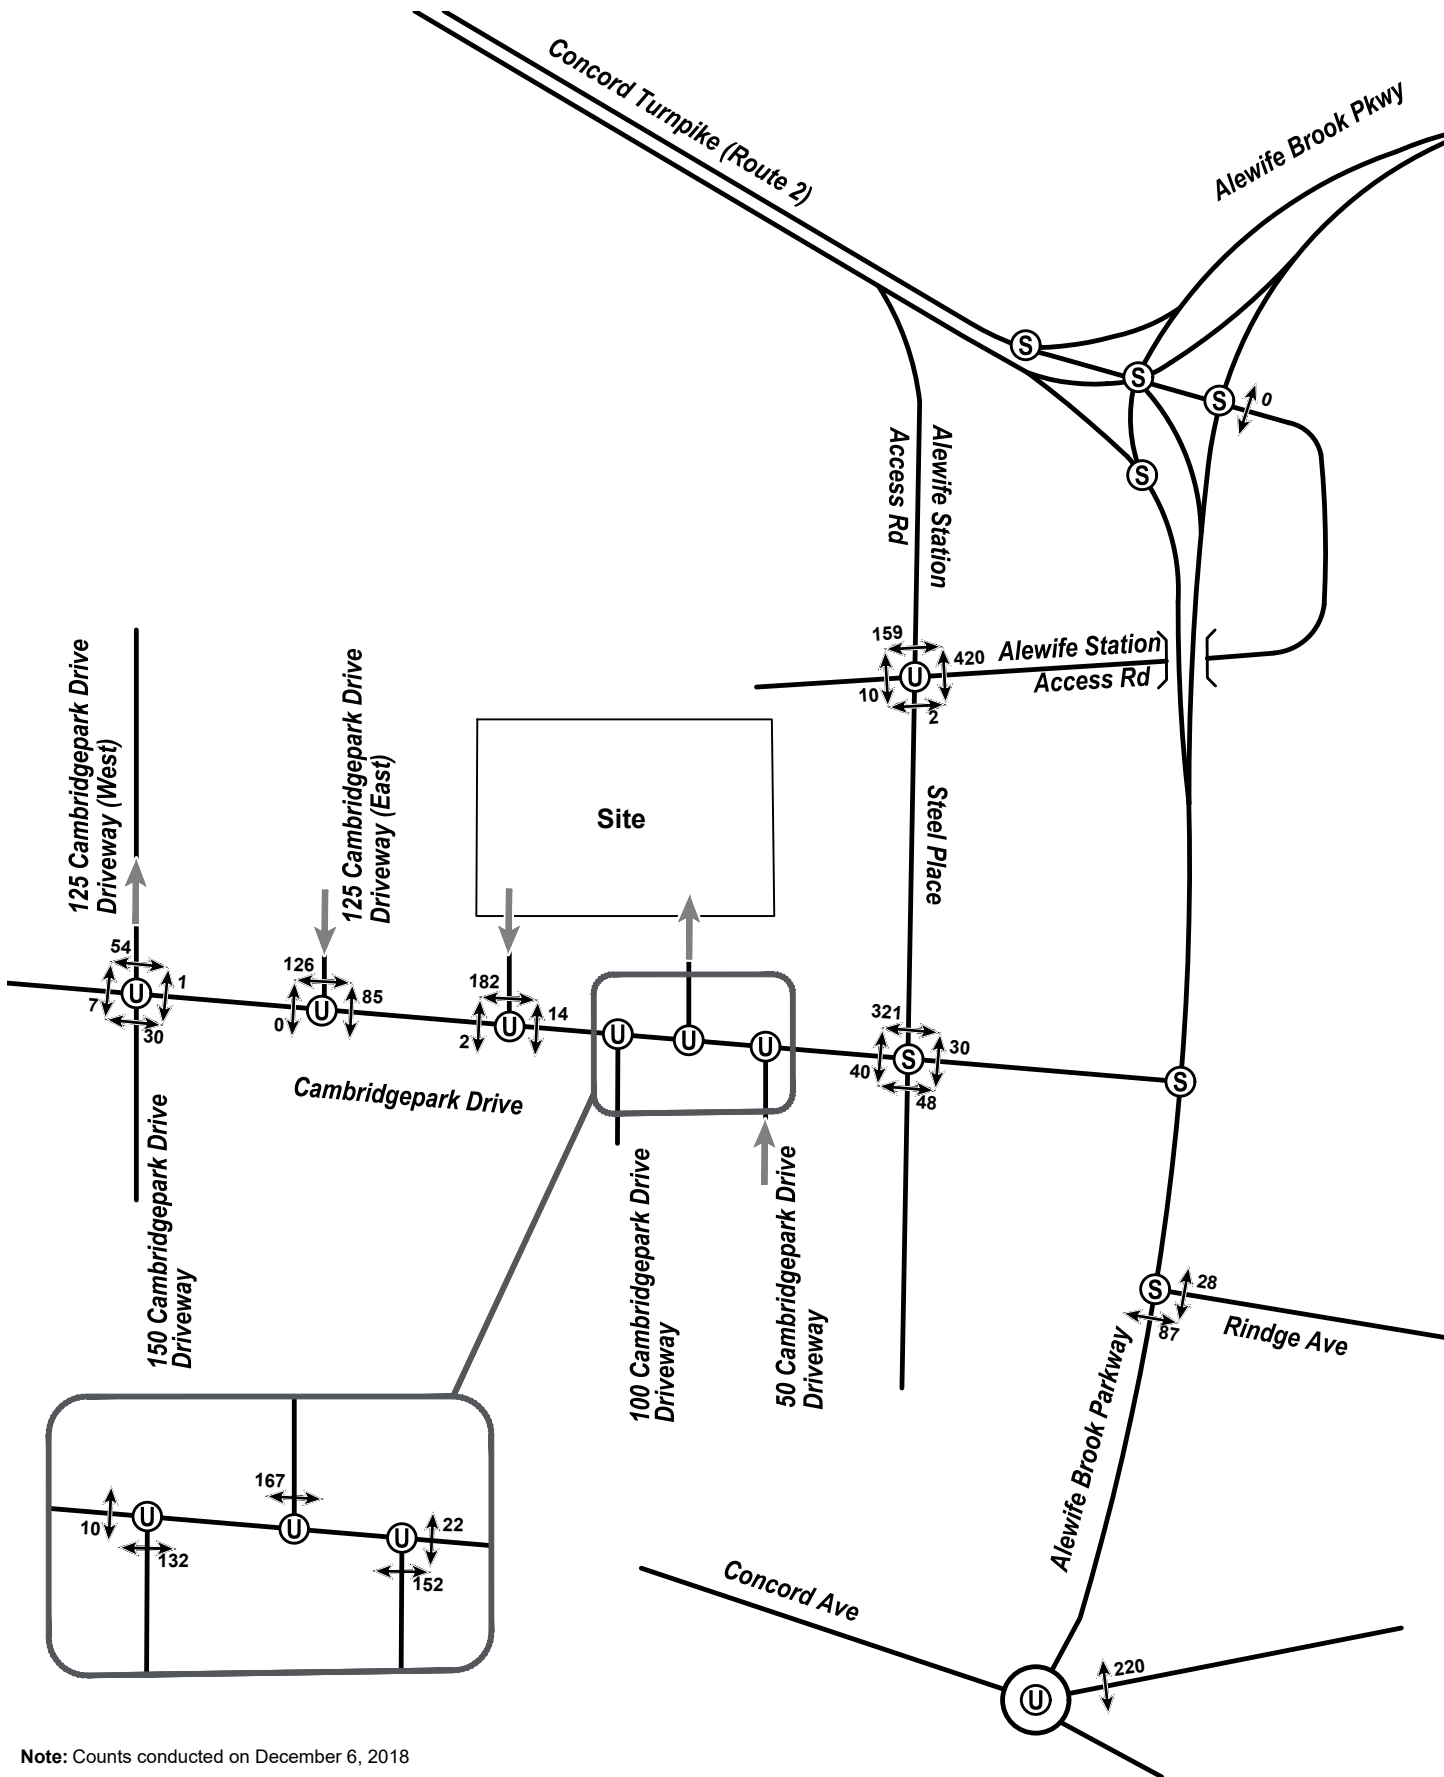 Concord Turnpike (Route 2)
Alewife Brook Pkwy
S
S
S
0
S
Alewife Station
Access Rd
159
420
U
10
2
Alewife Station
Access Rd
125 Cambridgepark Drive
Driveway (West)
125 Cambridgepark Drive
Driveway (East)
Site
Steel Place
54
1
U
7
30
126
85
U
0
182
14
U
2
U
U
U
321
30
S
40
48
S
Cambridgepark Drive
150 Cambridgepark Drive
Driveway
100 Cambridgepark Drive
Driveway
50 Cambridgepark Drive
Driveway
S
28
87
Rindge Ave
Alewife Brook Parkway
10
U
132
167
U
U
22
152
Concord Ave
U
220
Note: Counts conducted on December 6, 2018